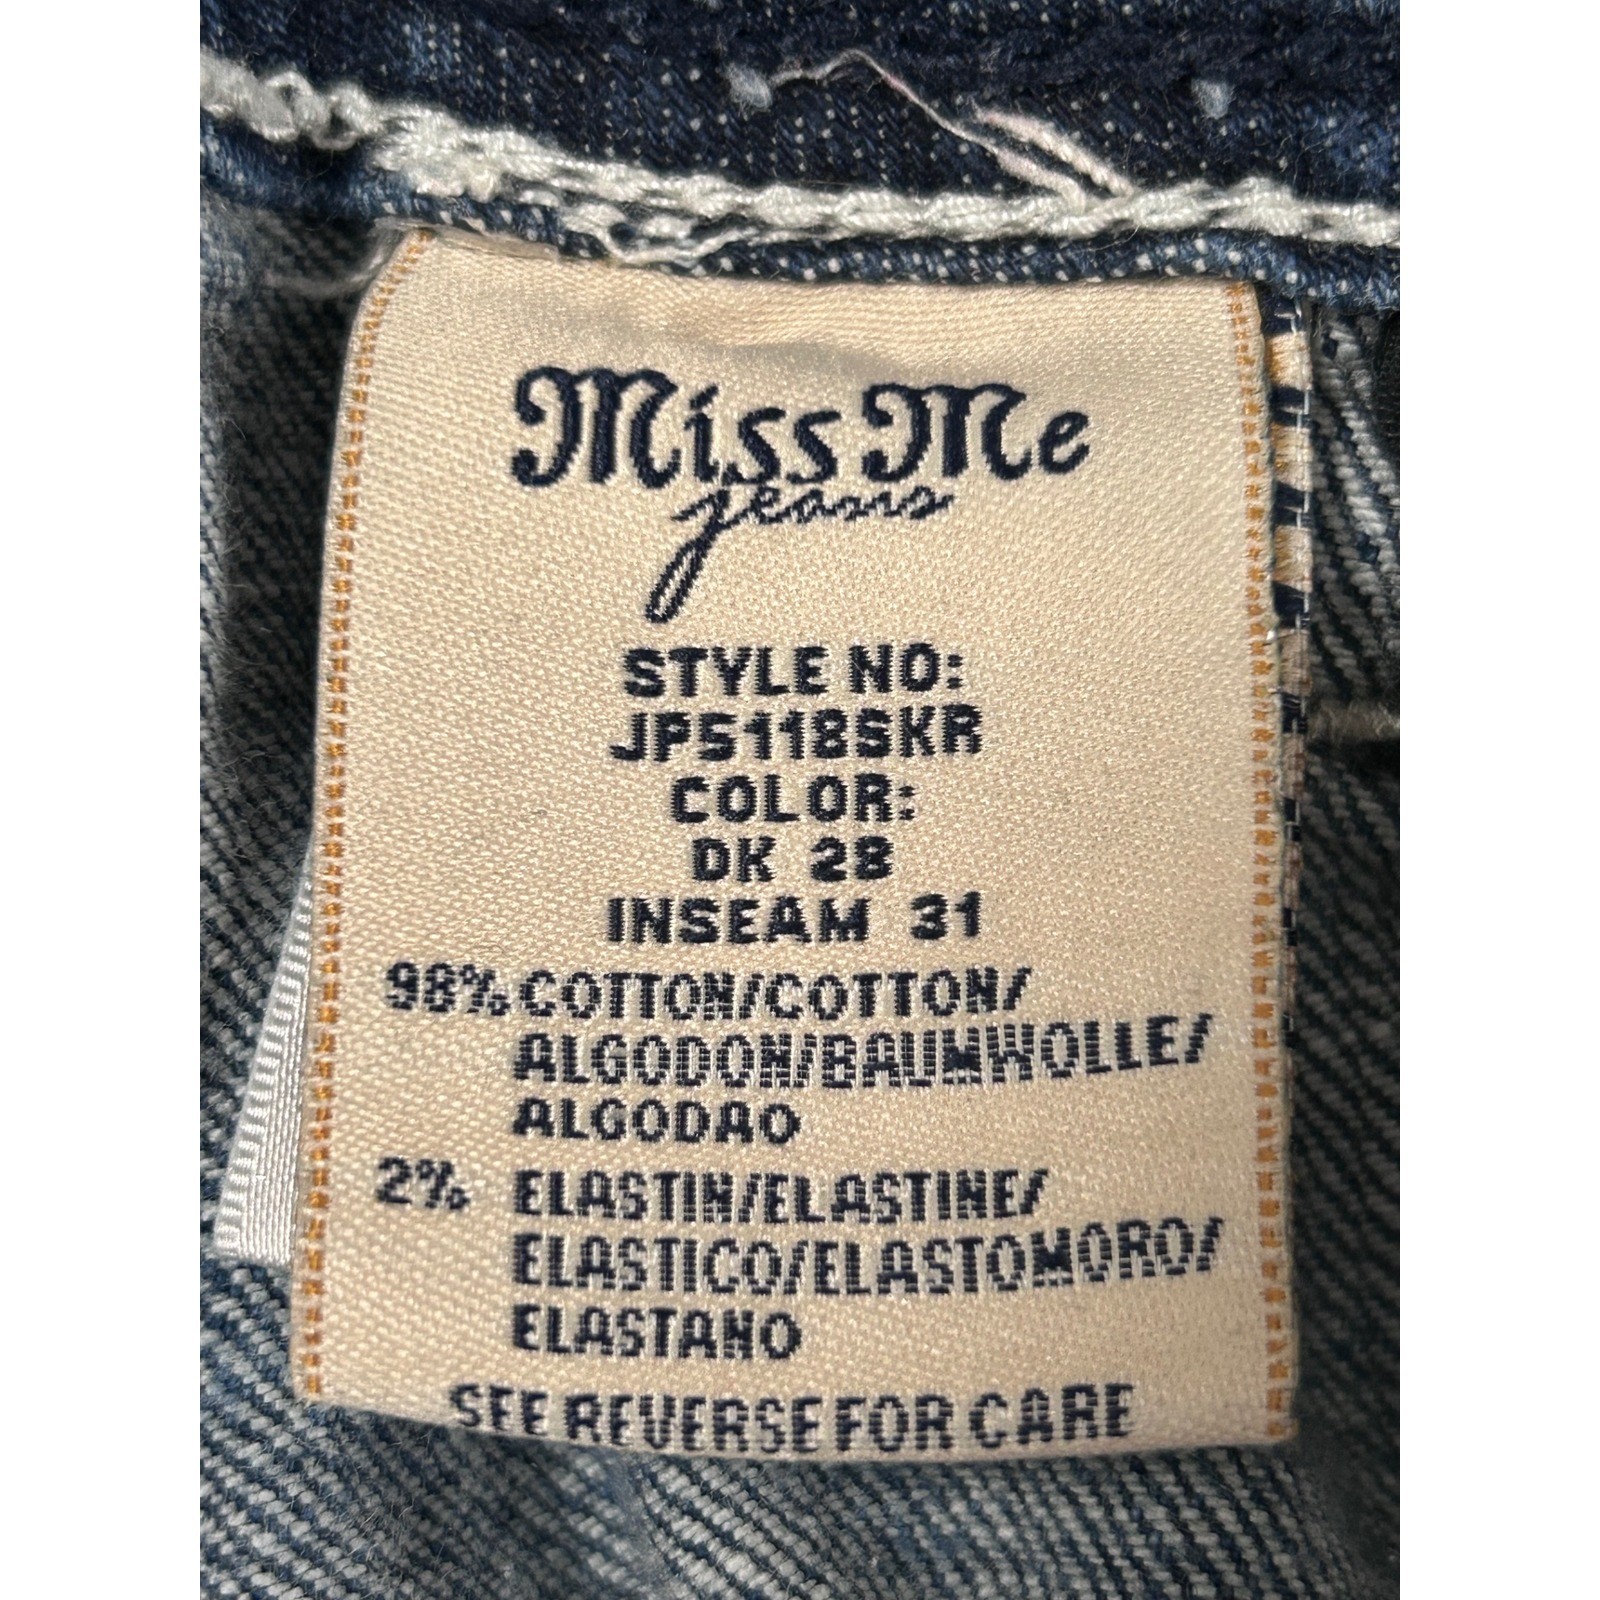 Miss Me
jeans
STYLE NO:
JP5118SKR
COLOR:
DK 28
INSEAM 31
98% COTTON/COTTON/
ALGODON/BAUMWOLLE/
ALGODAO
2% ELASTIN/ELASTINE/
ELASTICO/ELASTOMORO/
ELASTANO
SEE REVERSE FOR CARE